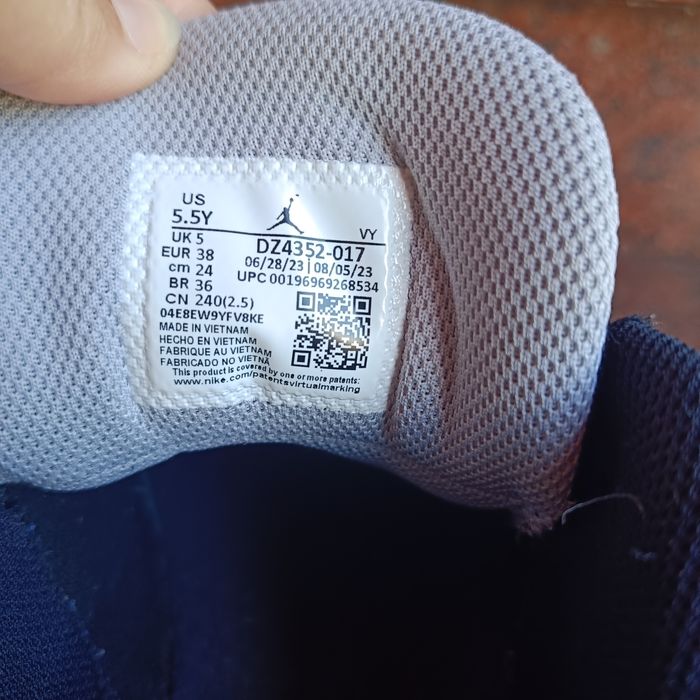 US
5.5Y
VY
UK 5
EUR 38
cm 24
BR 36
CN 240(2.5)
DZ4352-017
06/28/23 | 08/05/23
UPC 00196969268534
04E8EW9YFV8KE
MADE IN VIETNAM
HECHO EN VIETNAM
FABRIQUE AU VIETNAM
FABRICADO NO VIETNÃ
This product is covered by one or more patents:
www.nike.com/patentsvirtualmarking